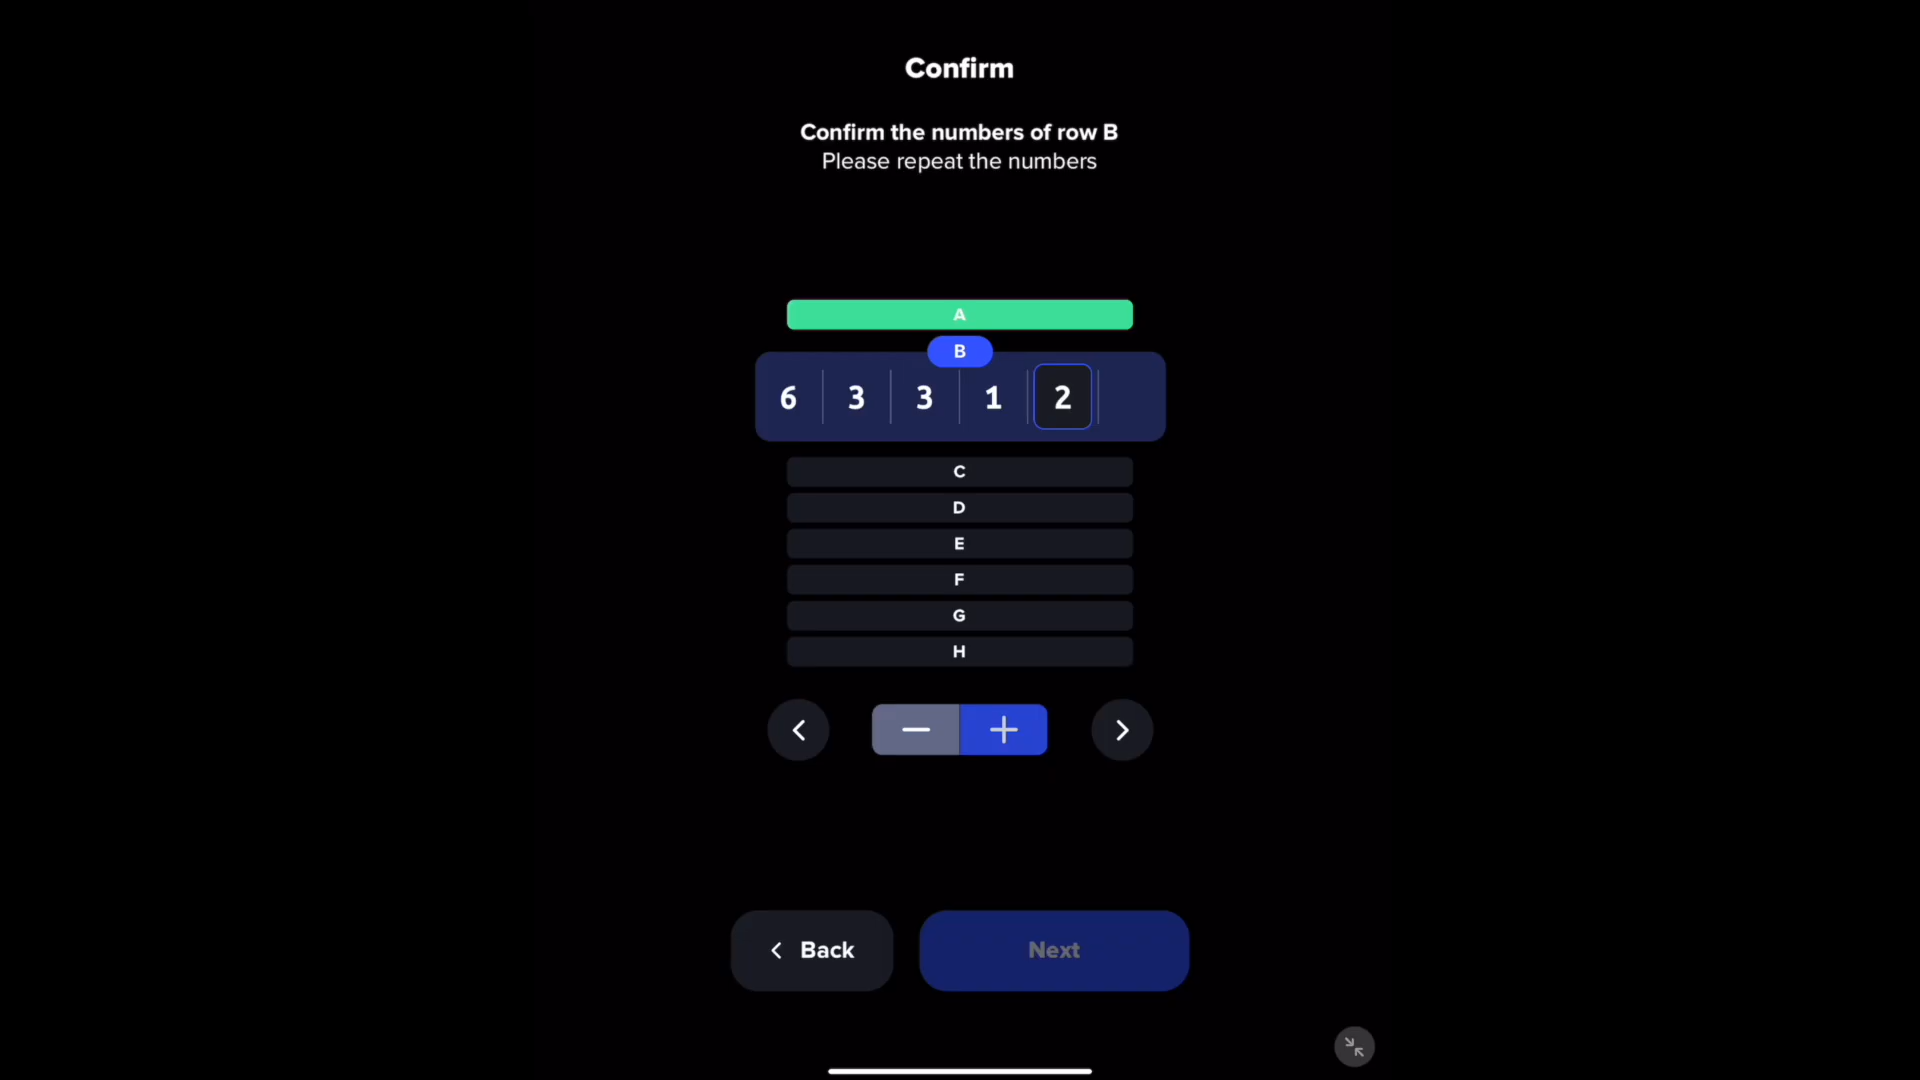 Confirm
Confirm the numbers of row B
Please repeat the numbers
A
B
6 3 3 1 2
C
D
E
F
G
H
Back
Next